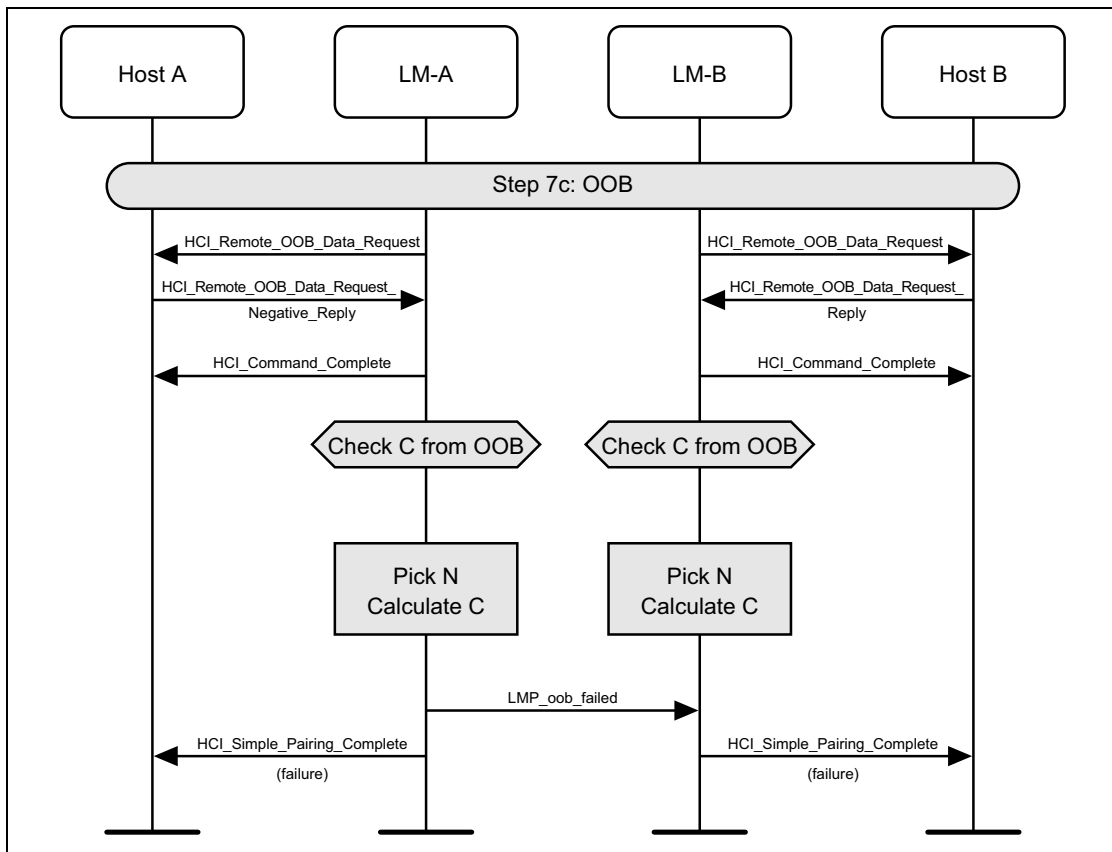 Host A
LM-A
LM-B
Host B
Step 7c: OOB
HCI_Remote_OOB_Data_Request
HCI_Remote_OOB_Data_Request
HCI_Remote_OOB_Data_Request_
Negative_Reply
HCI_Remote_OOB_Data_Request_
Reply
HCI_Command_Complete
HCI_Command_Complete
Check C from OOB
Check C from OOB
Pick N
Calculate C
Pick N
Calculate C
LMP_oob_failed
HCI_Simple_Pairing_Complete
(failure)
HCI_Simple_Pairing_Complete
(failure)